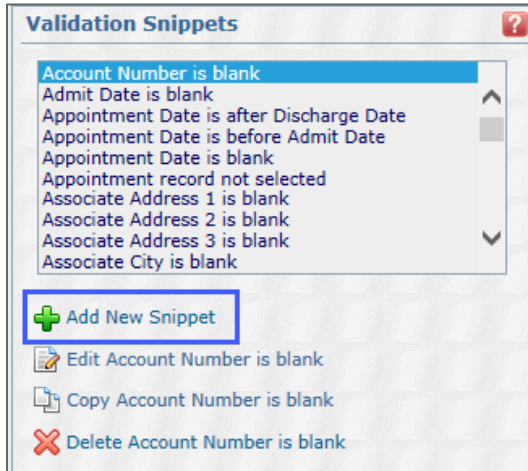 Validation Snippets
?
Account Number is blank
Admit Date is blank
Appointment Date is after Discharge Date
Appointment Date is before Admit Date
Appointment Date is blank
Appointment record not selected
Associate Address 1 is blank
Associate Address 2 is blank
Associate Address 3 is blank
Associate City is blank
Add New Snippet
Edit Account Number is blank
Copy Account Number is blank
Delete Account Number is blank